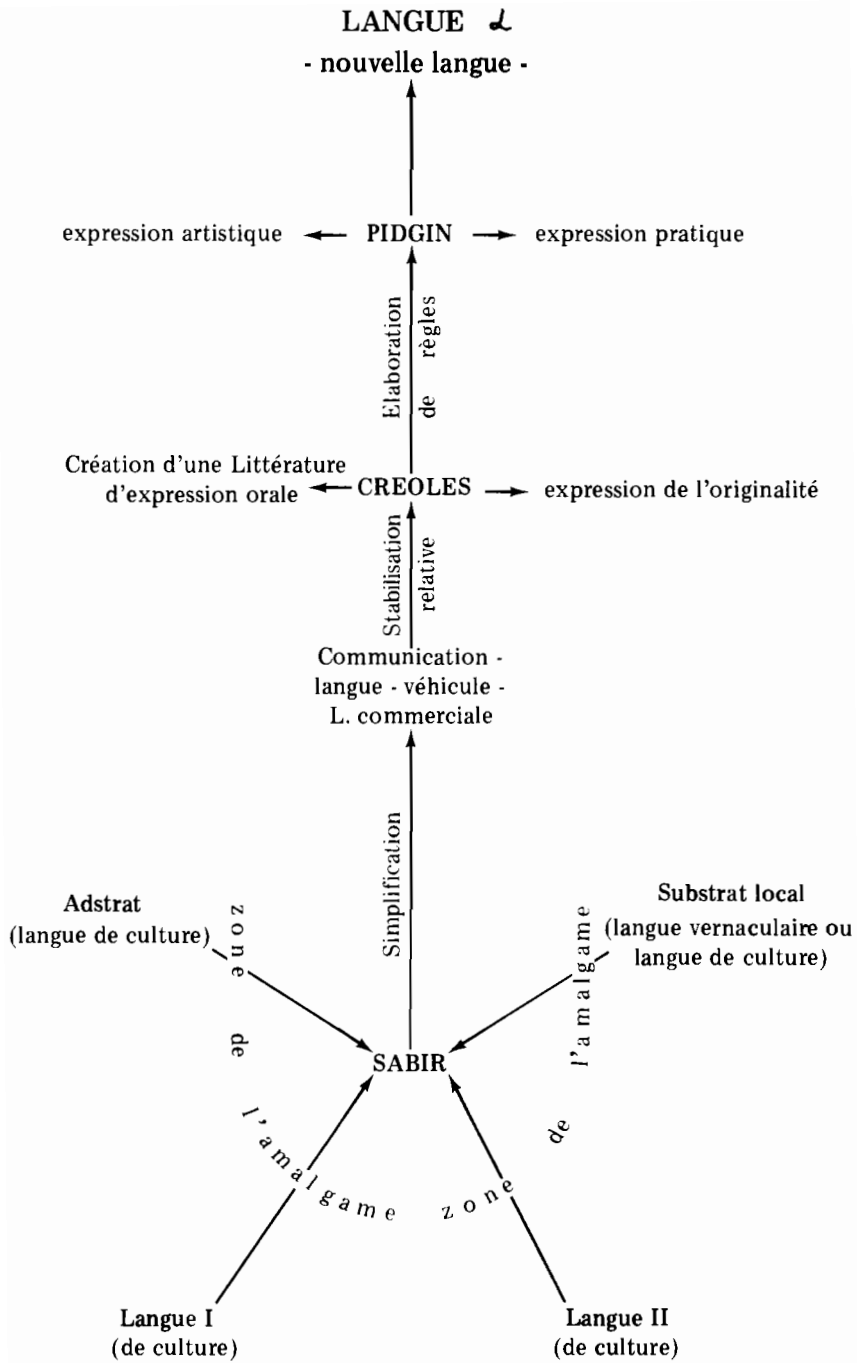 LANGUE α
- nouvelle langue -
expression artistique
PIDGIN
expression pratique
Elaboration
de règles
Création d'une Littérature
d'expression orale
CREOLES
expression de l'originalité
Stabilisation
relative
Communication -
langue - véhicule -
L. commerciale
Simplification
Adstrat
(langue de culture)
Substrat local
(langue vernaculaire ou
langue de culture)
zone de l'amalgame
zone de l'amalgame
SABIR
Langue I
(de culture)
Langue II
(de culture)